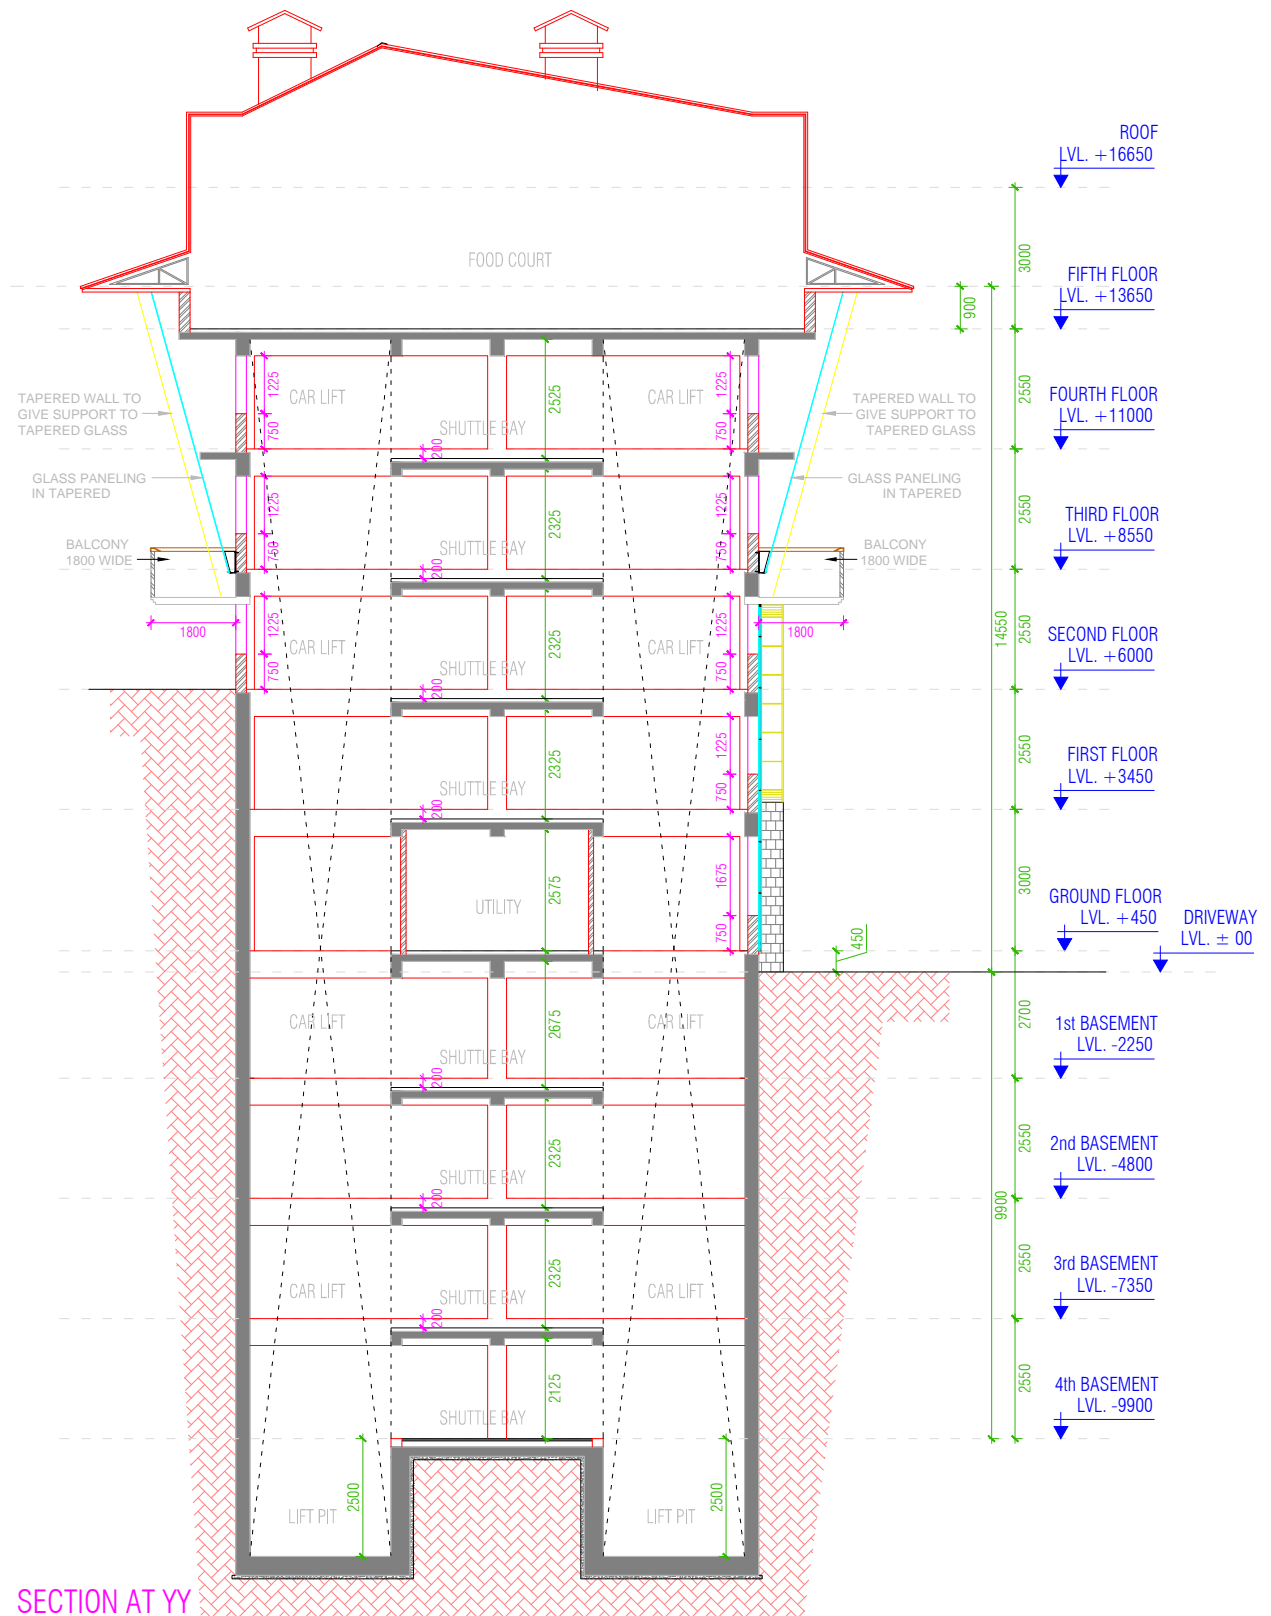 ROOF
LVL. +16650
3000
FOOD COURT
FIFTH FLOOR
LVL. +13650
900
1225
CAR LIFT
2525
CAR LIFT
1225
2550
FOURTH FLOOR
LVL. +11000
TAPERED WALL TO
GIVE SUPPORT TO
TAPERED GLASS
TAPERED WALL TO
GIVE SUPPORT TO
TAPERED GLASS
750
SHUTTLE BAY
750
200
GLASS PANELING
IN TAPERED
GLASS PANELING
IN TAPERED
1225
2325
1225
2550
THIRD FLOOR
LVL. +8550
BALCONY
1800 WIDE
750
SHUTTLE BAY
750
BALCONY
1800 WIDE
200
1800
1225
CAR LIFT
2325
CAR LIFT
1225
1800
14550
2550
SECOND FLOOR
LVL. +6000
750
SHUTTLE BAY
750
200
2325
1225
2550
FIRST FLOOR
LVL. +3450
SHUTTLE BAY
750
200
2575
1675
3000
UTILITY
GROUND FLOOR
LVL. +450
DRIVEWAY
LVL. ± 00
750
450
CAR LIFT
2675
CAR LIFT
2700
1st BASEMENT
LVL. -2250
SHUTTLE BAY
200
2325
2550
2nd BASEMENT
LVL. -4800
SHUTTLE BAY
200
9900
CAR LIFT
2325
CAR LIFT
2550
3rd BASEMENT
LVL. -7350
SHUTTLE BAY
200
2125
2550
4th BASEMENT
LVL. -9900
SHUTTLE BAY
2500
2500
LIFT PIT
LIFT PIT
SECTION AT YY